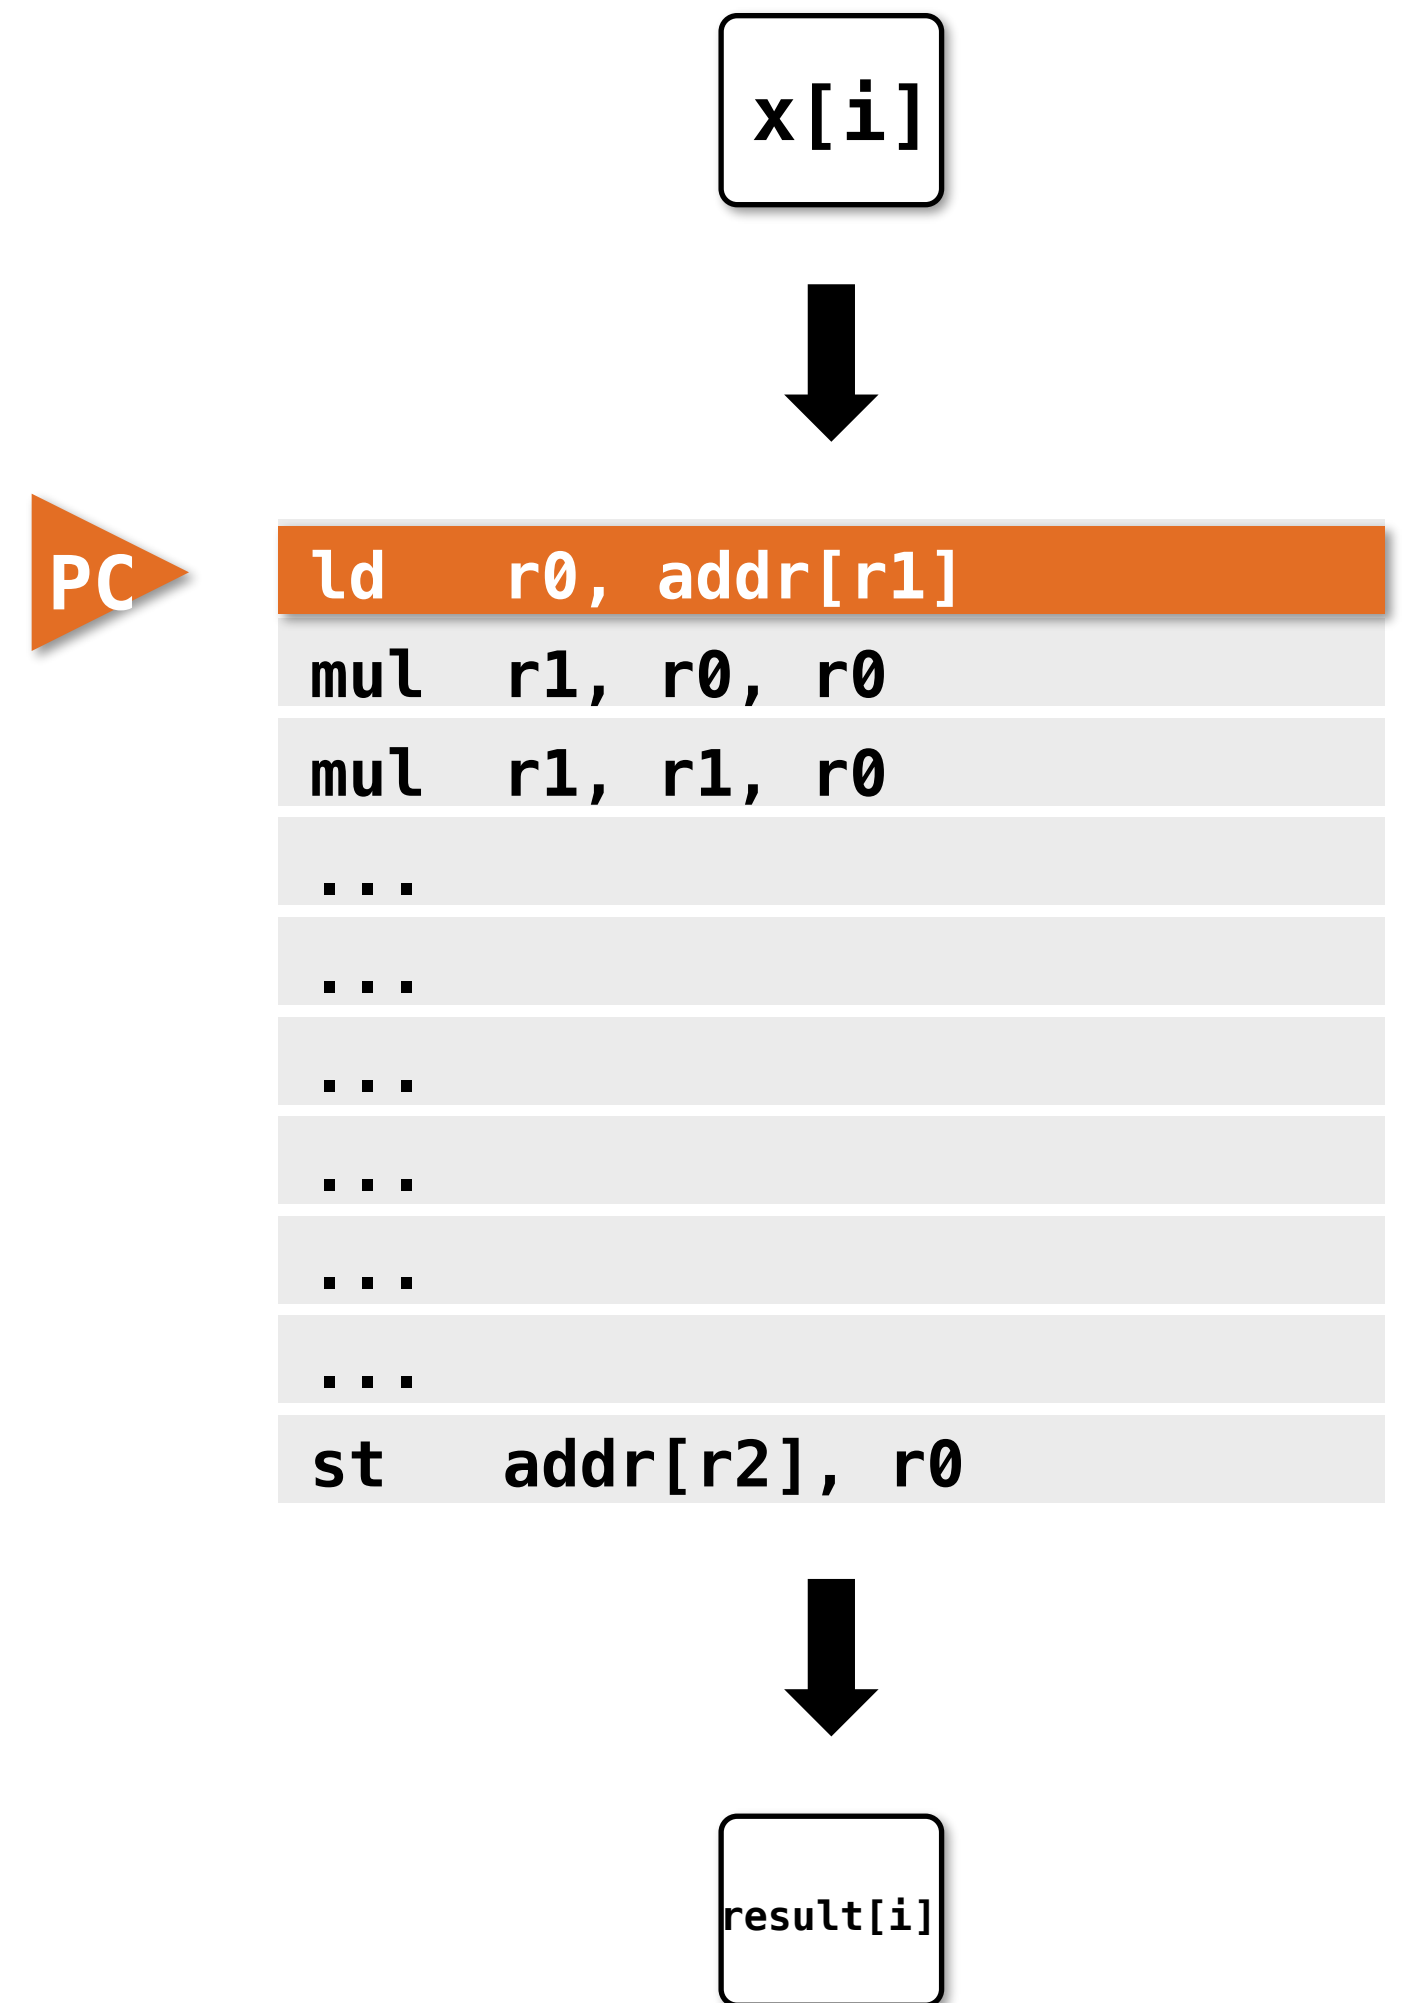 x[i]
PC
ld   r0, addr[r1]
mul  r1, r0, r0
mul  r1, r1, r0
...
...
...
...
...
...
st   addr[r2], r0
result[i]